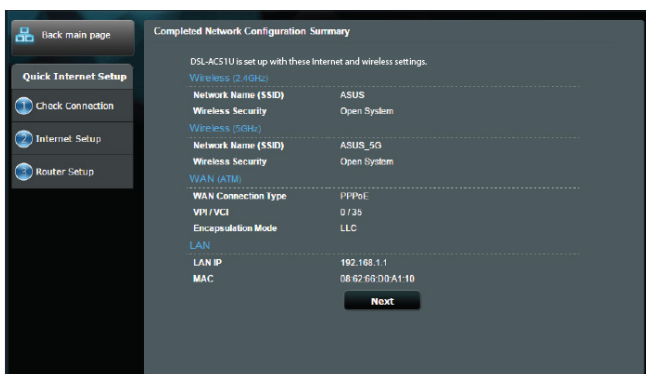 Back main page
Quick Internet Setup
1 Check Connection
2 Internet Setup
3 Router Setup
Completed Network Configuration Summary
DSL-AC51U is set up with these Internet and wireless settings.
Wireless (2.4GHz)
Network Name (SSID) ASUS
Wireless Security Open System
Wireless (5GHz)
Network Name (SSID) ASUS_5G
Wireless Security Open System
WAN (ATM)
WAN Connection Type PPPoE
VPI / VCI 0 / 35
Encapsulation Mode LLC
LAN
LAN IP 192.168.1.1
MAC 08:62:66:D0:A1:10
Next